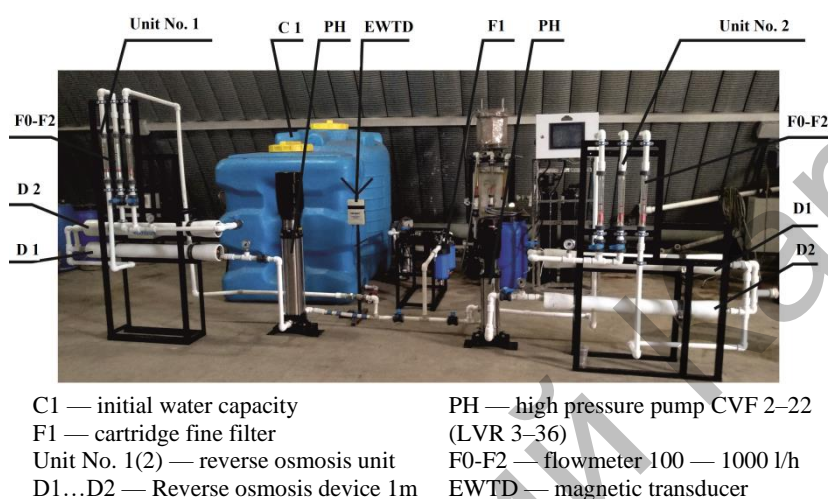 Unit No. 1
C 1
PH
EWTD
F1
PH
Unit No. 2
F0-F2
F0-F2
D 2
D1
D 1
D2
C1 — initial water capacity
F1 — cartridge fine filter
Unit No. 1(2) — reverse osmosis unit
D1…D2 — Reverse osmosis device 1m
PH — high pressure pump CVF 2–22
(LVR 3–36)
F0-F2 — flowmeter 100 — 1000 l/h
EWTD — magnetic transducer